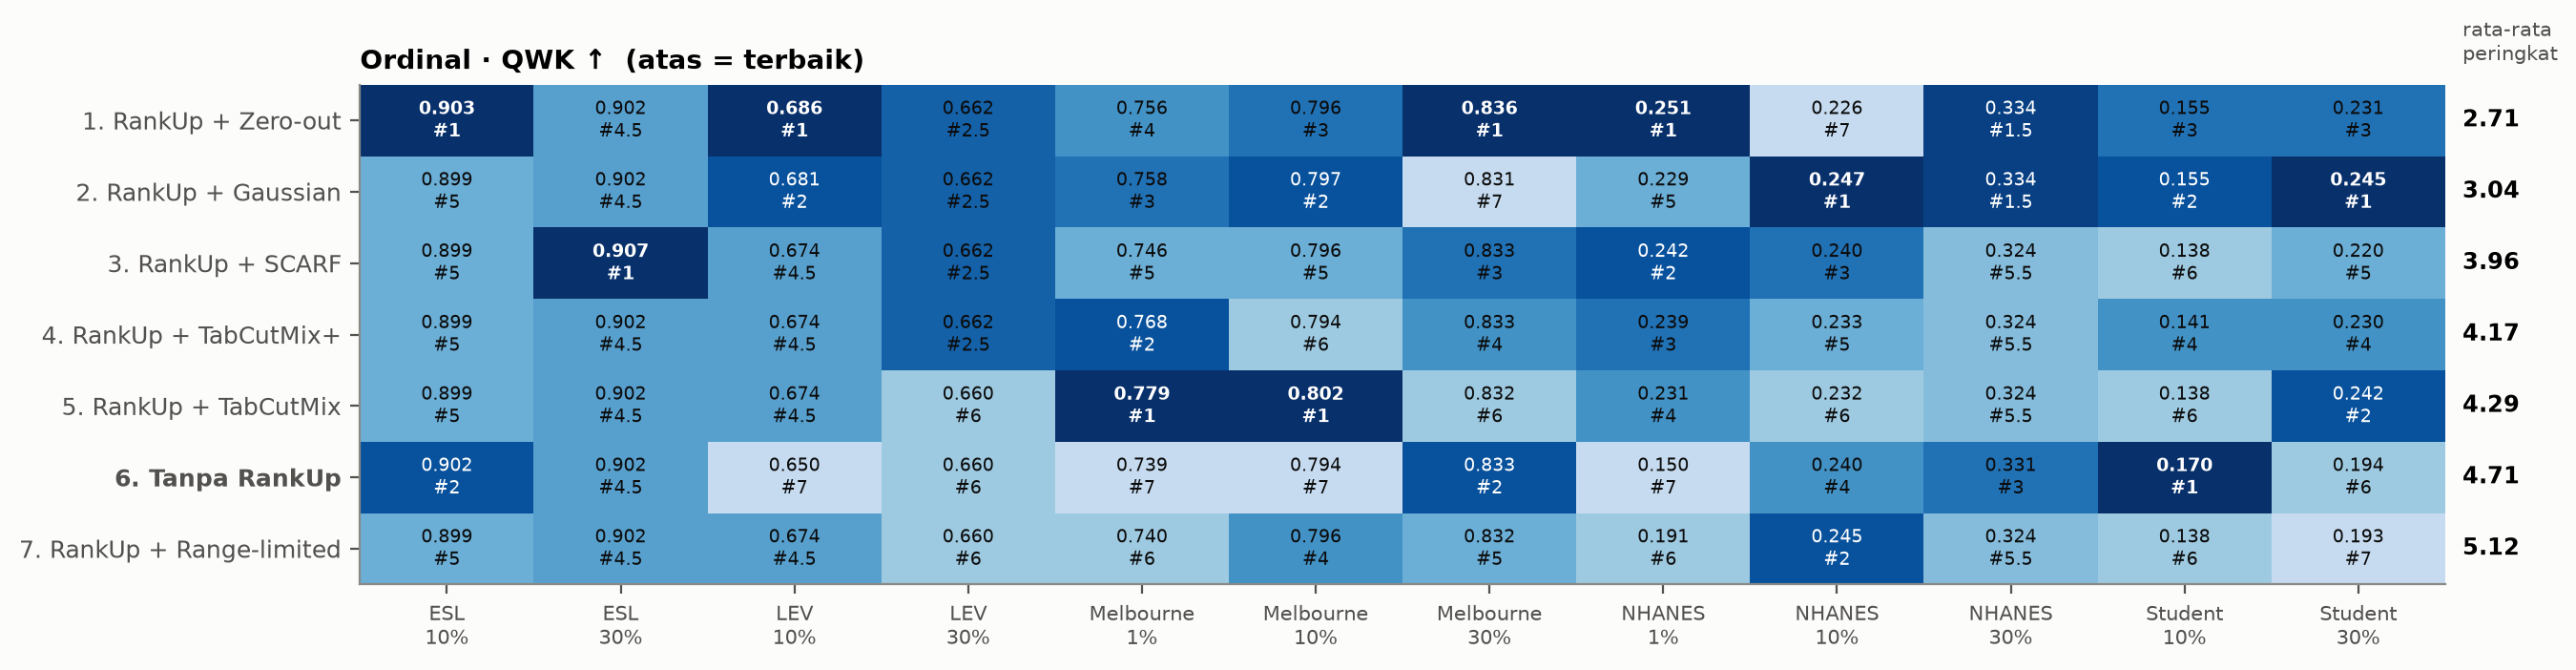 rata-rata
peringkat
Ordinal · QWK ↑ (atas = terbaik)
1. RankUp + Zero-out 0.903 0.902 0.686 0.662 0.756 0.796 0.836 0.251 0.226 0.334 0.155 0.231 2.71
#1 #4.5 #1 #2.5 #4 #3 #1 #1 #7 #1.5 #3 #3
2. RankUp + Gaussian 0.899 0.902 0.681 0.662 0.758 0.797 0.831 0.229 0.247 0.334 0.155 0.245 3.04
#5 #4.5 #2 #2.5 #3 #2 #7 #5 #1 #1.5 #2 #1
3. RankUp + SCARF 0.899 0.907 0.674 0.662 0.746 0.796 0.833 0.242 0.240 0.324 0.138 0.220 3.96
#5 #1 #4.5 #2.5 #5 #5 #3 #2 #3 #5.5 #6 #5
4. RankUp + TabCutMix+ 0.899 0.902 0.674 0.662 0.768 0.794 0.833 0.239 0.233 0.324 0.141 0.230 4.17
#5 #4.5 #4.5 #2.5 #2 #6 #4 #3 #5 #5.5 #4 #4
5. RankUp + TabCutMix 0.899 0.902 0.674 0.660 0.779 0.802 0.832 0.231 0.232 0.324 0.138 0.242 4.29
#5 #4.5 #4.5 #6 #1 #1 #6 #4 #6 #5.5 #6 #2
6. Tanpa RankUp 0.902 0.902 0.650 0.660 0.739 0.794 0.833 0.150 0.240 0.331 0.170 0.194 4.71
#2 #4.5 #7 #6 #7 #7 #2 #7 #4 #3 #1 #6
7. RankUp + Range-limited 0.899 0.902 0.674 0.660 0.740 0.796 0.832 0.191 0.245 0.324 0.138 0.193 5.12
#5 #4.5 #4.5 #6 #6 #4 #5 #6 #2 #5.5 #6 #7
ESL ESL LEV LEV Melbourne Melbourne Melbourne NHANES NHANES NHANES Student Student
10% 30% 10% 30% 1% 10% 30% 1% 10% 30% 10% 30%